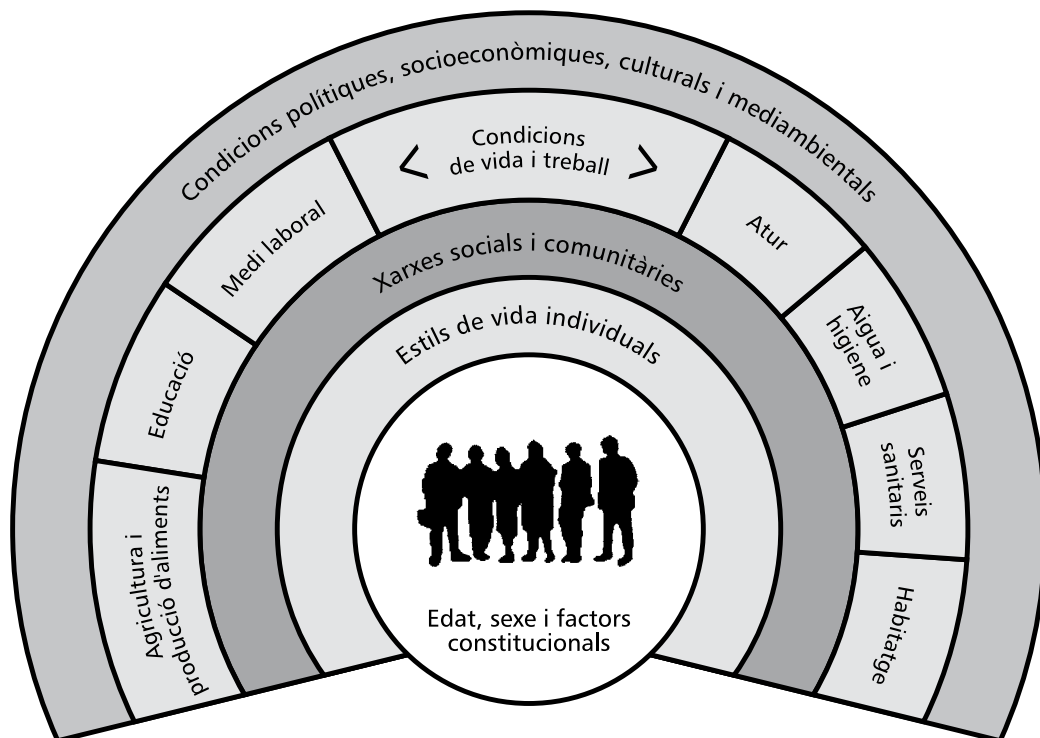 Condicions polítiques, socioeconòmiques, culturals i mediambientals
Condicions
de vida i treball
Agricultura i
producció d'aliments
Educació
Medi laboral
Atur
Aigua i
higiene
Serveis
sanitaris
Habitatge
Xarxes socials i comunitàries
Estils de vida individuals
Edat, sexe i factors
constitucionals